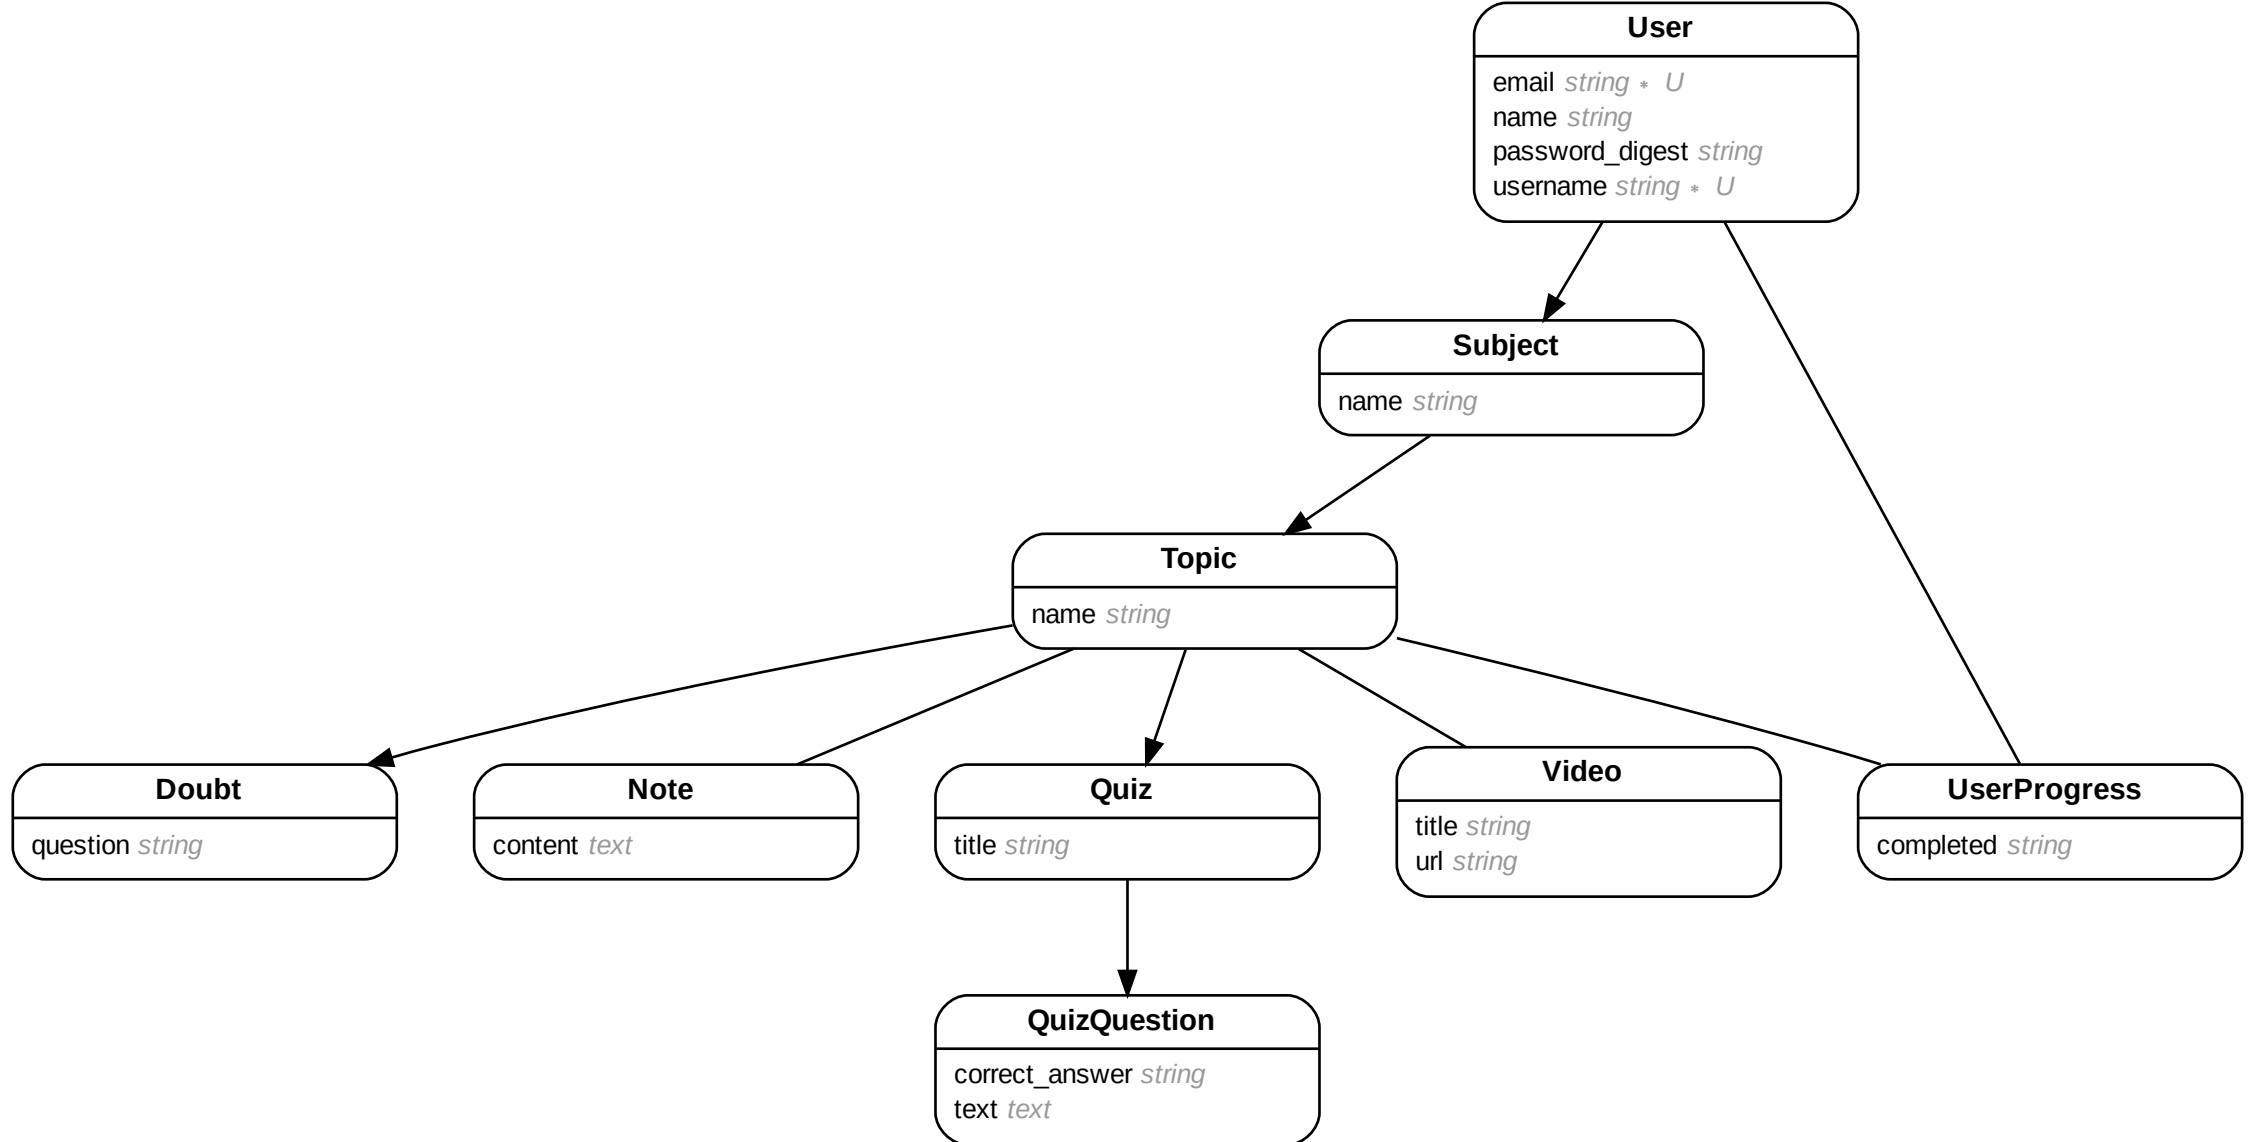 User
email string * U
name string
password_digest string
username string * U
Subject
name string
Topic
name string
Doubt
question string
Note
content text
Quiz
title string
Video
title string
url string
UserProgress
completed string
QuizQuestion
correct_answer string
text text